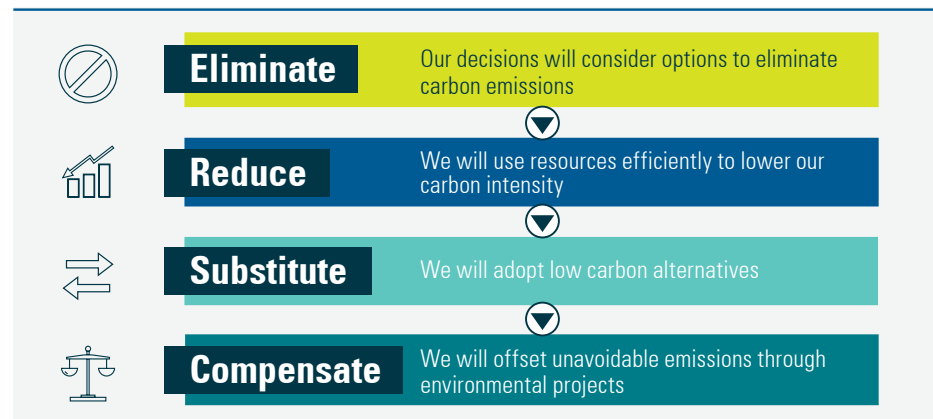 Eliminate
Our decisions will consider options to eliminate
carbon emissions
Reduce
We will use resources efficiently to lower our
carbon intensity
Substitute
We will adopt low carbon alternatives
Compensate
We will offset unavoidable emissions through
environmental projects